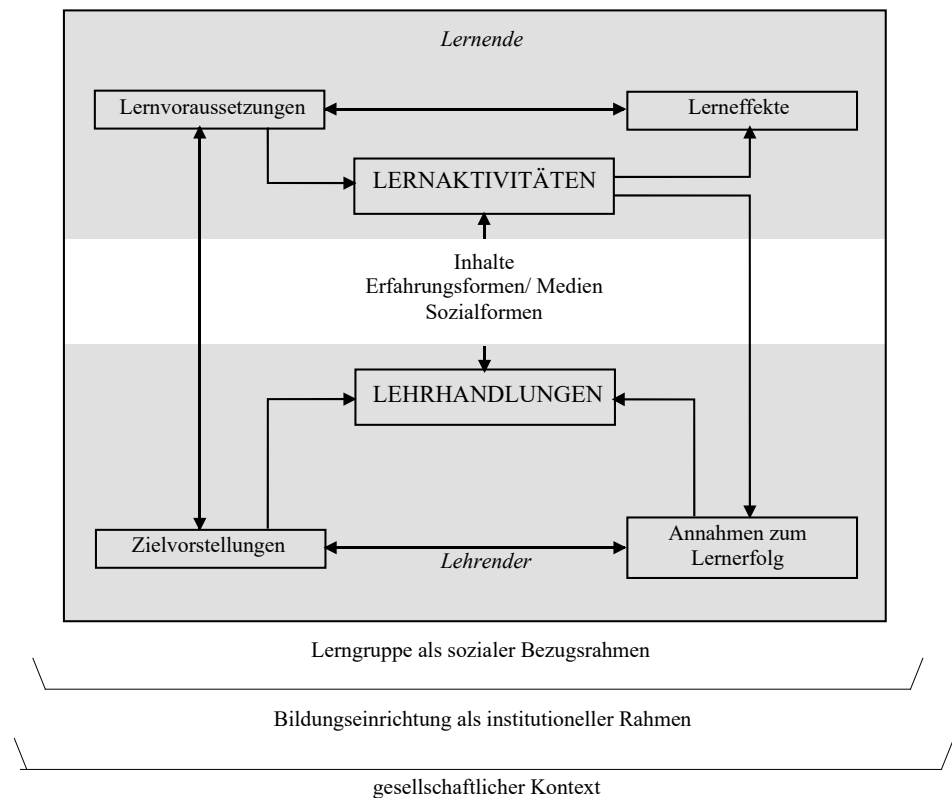 Lernende
Lernvoraussetzungen
Lerneffekte
LERNAKTIVITÄTEN
Inhalte
Erfahrungsformen/ Medien
Sozialformen
LEHRHANDLUNGEN
Zielvorstellungen
Lehrender
Annahmen zum
Lernerfolg
Lerngruppe als sozialer Bezugsrahmen
Bildungseinrichtung als institutioneller Rahmen
gesellschaftlicher Kontext